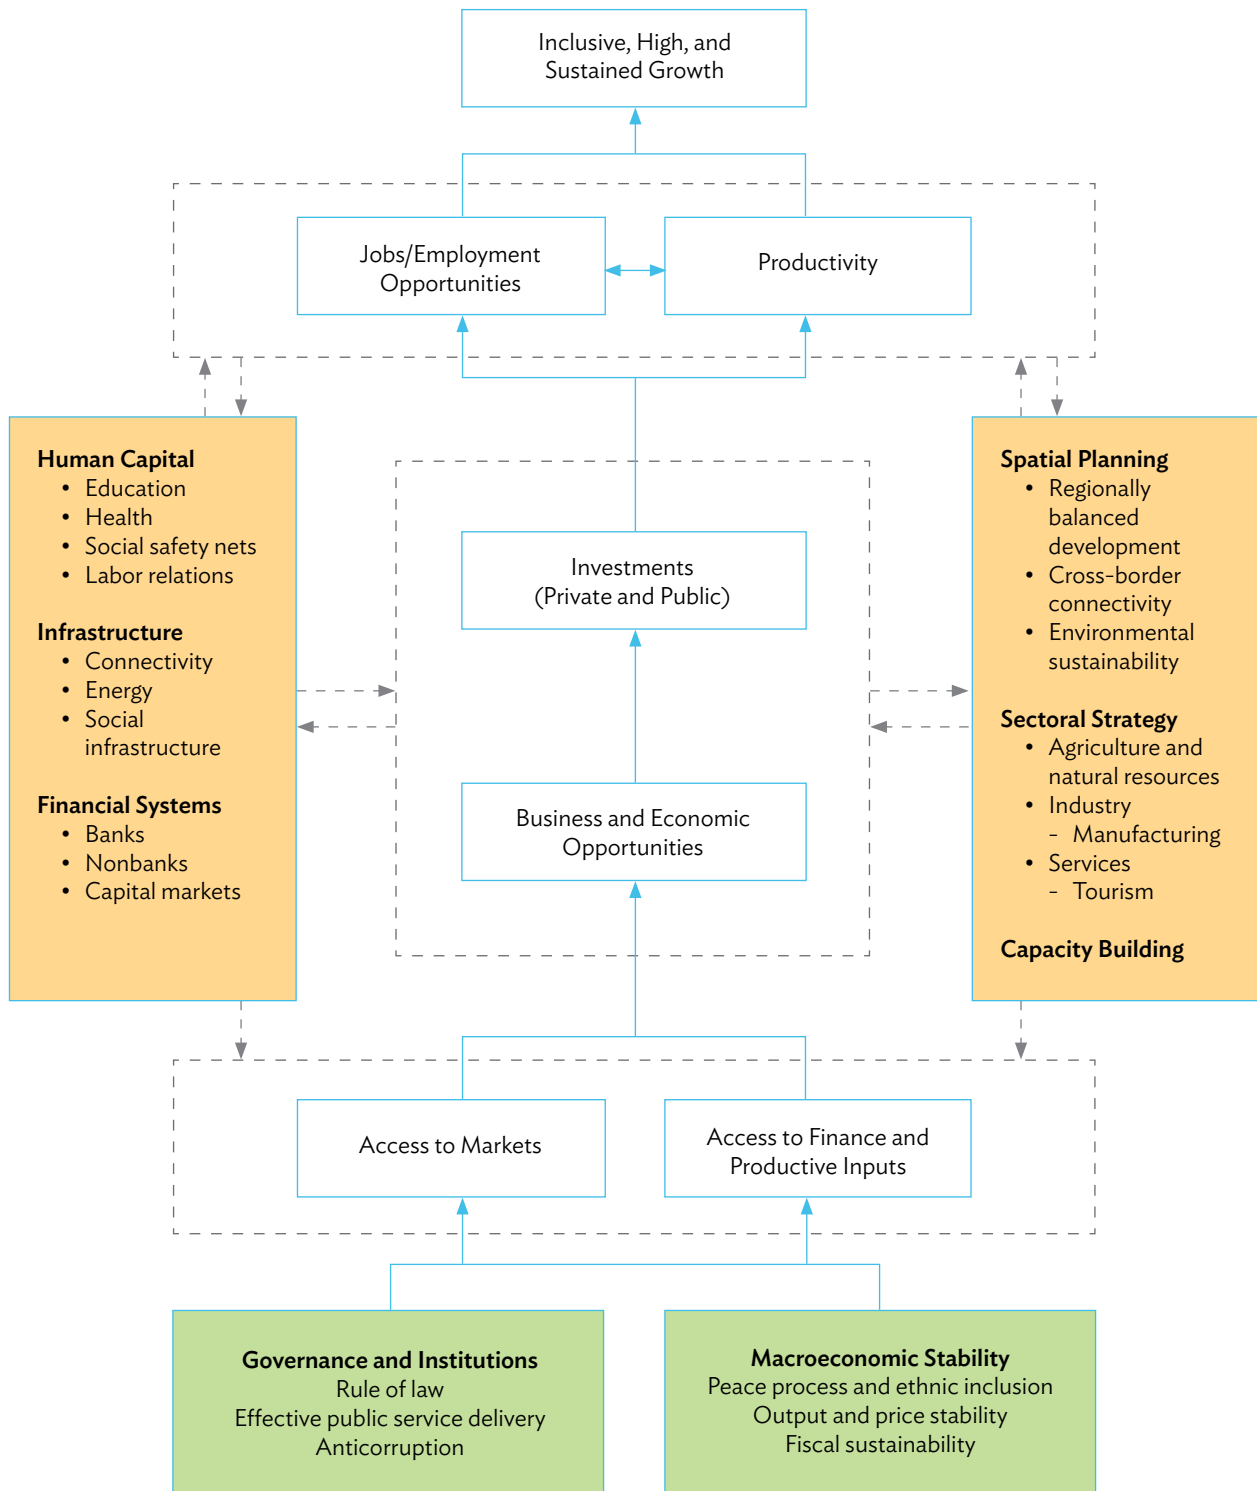 Inclusive, High, and
Sustained Growth
Jobs/Employment
Opportunities
Productivity
Human Capital
• Education
• Health
• Social safety nets
• Labor relations
Infrastructure
• Connectivity
• Energy
• Social
infrastructure
Financial Systems
• Banks
• Nonbanks
• Capital markets
Investments
(Private and Public)
Business and Economic
Opportunities
Spatial Planning
• Regionally
balanced
development
• Cross-border
connectivity
• Environmental
sustainability
Sectoral Strategy
• Agriculture and
natural resources
• Industry
- Manufacturing
• Services
- Tourism
Capacity Building
Access to Markets
Access to Finance and
Productive Inputs
Governance and Institutions
Rule of law
Effective public service delivery
Anticorruption
Macroeconomic Stability
Peace process and ethnic inclusion
Output and price stability
Fiscal sustainability